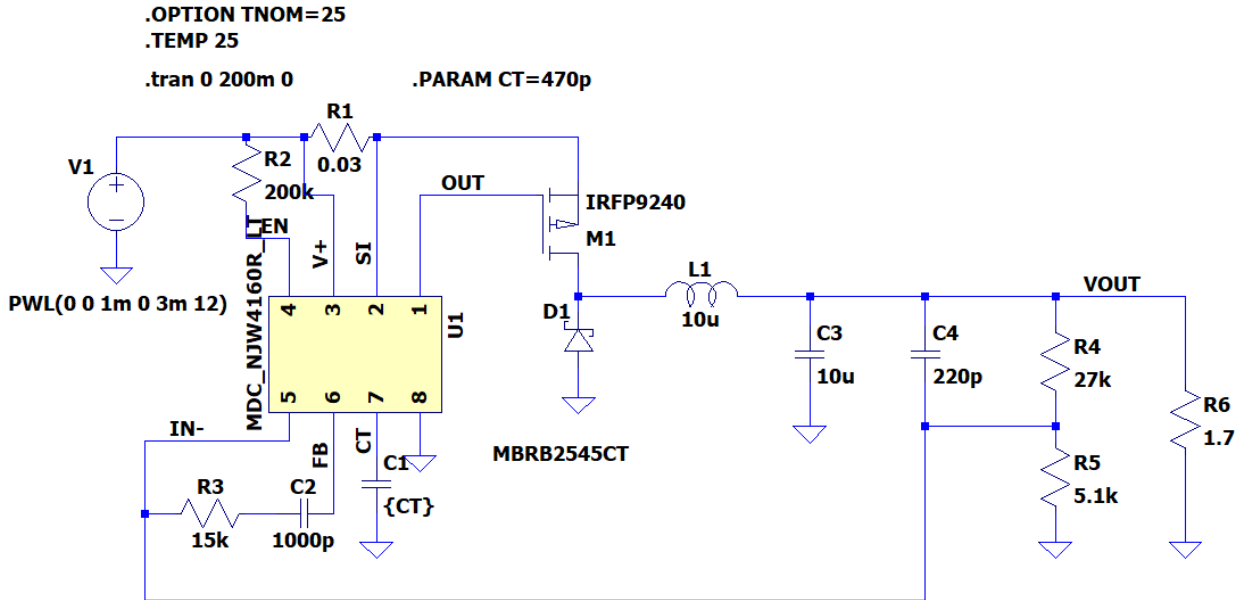 .OPTION TNOM=25
.TEMP 25
.tran 0 200m 0
.PARAM CT=470p
R1
0.03
V1
R2
200k
EN
V+
SI
OUT
IRFP9240
M1
PWL(0 0 1m 0 3m 12)
MDC_NJW4160R_LT
4
3
2
1
U1
5
6
7
8
L1
10u
D1
VOUT
C3
10u
C4
220p
R4
27k
R6
1.7
IN-
FB
CT
C1
{CT}
MBRB2545CT
R3
15k
C2
1000p
R5
5.1k